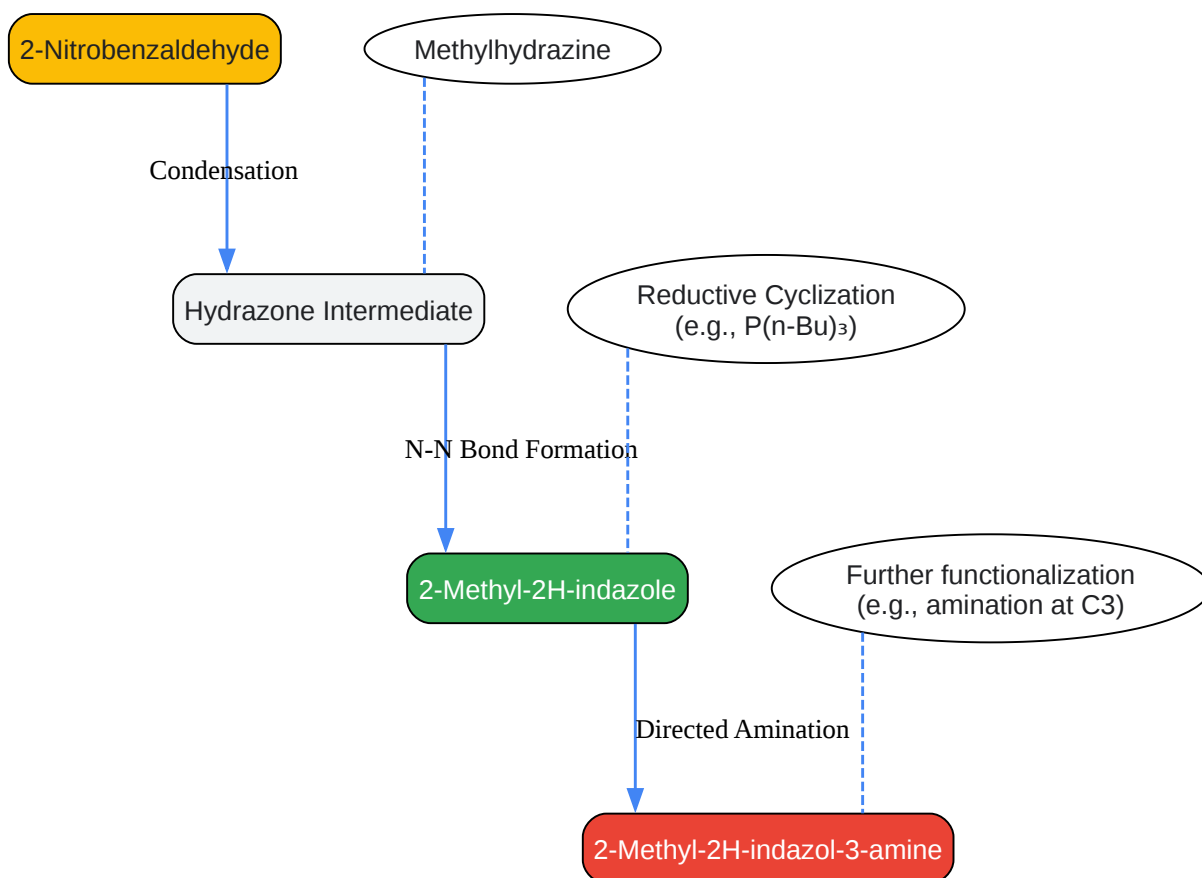 2-Nitrobenzaldehyde
Methylhydrazine
Condensation
Hydrazone Intermediate
Reductive Cyclization
(e.g., P(n-Bu)₃)
N-N Bond Formation
2-Methyl-2H-indazole
Further functionalization
(e.g., amination at C3)
Directed Amination
2-Methyl-2H-indazol-3-amine